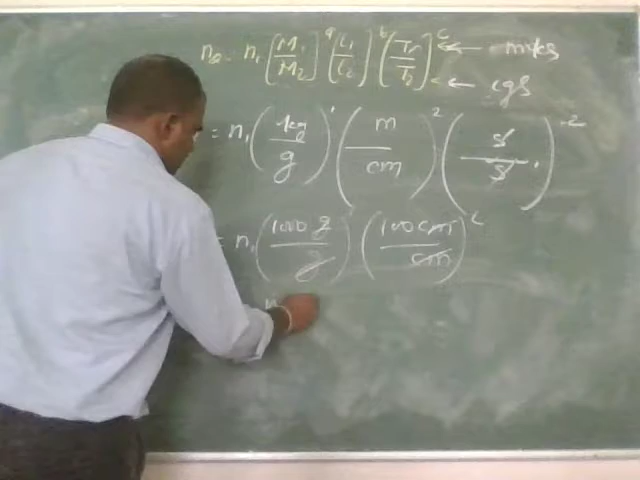 n₂ = n₁ [M₁/M₂]ᵃ [L₁/L₂]ᵇ [T₁/T₂]ᶜ ← mks
← cgs
= n₁ (kg/g)¹ (m/cm)² (s/s)⁻²
= n₁ (1000 g/g) (100 cm/cm)²
n